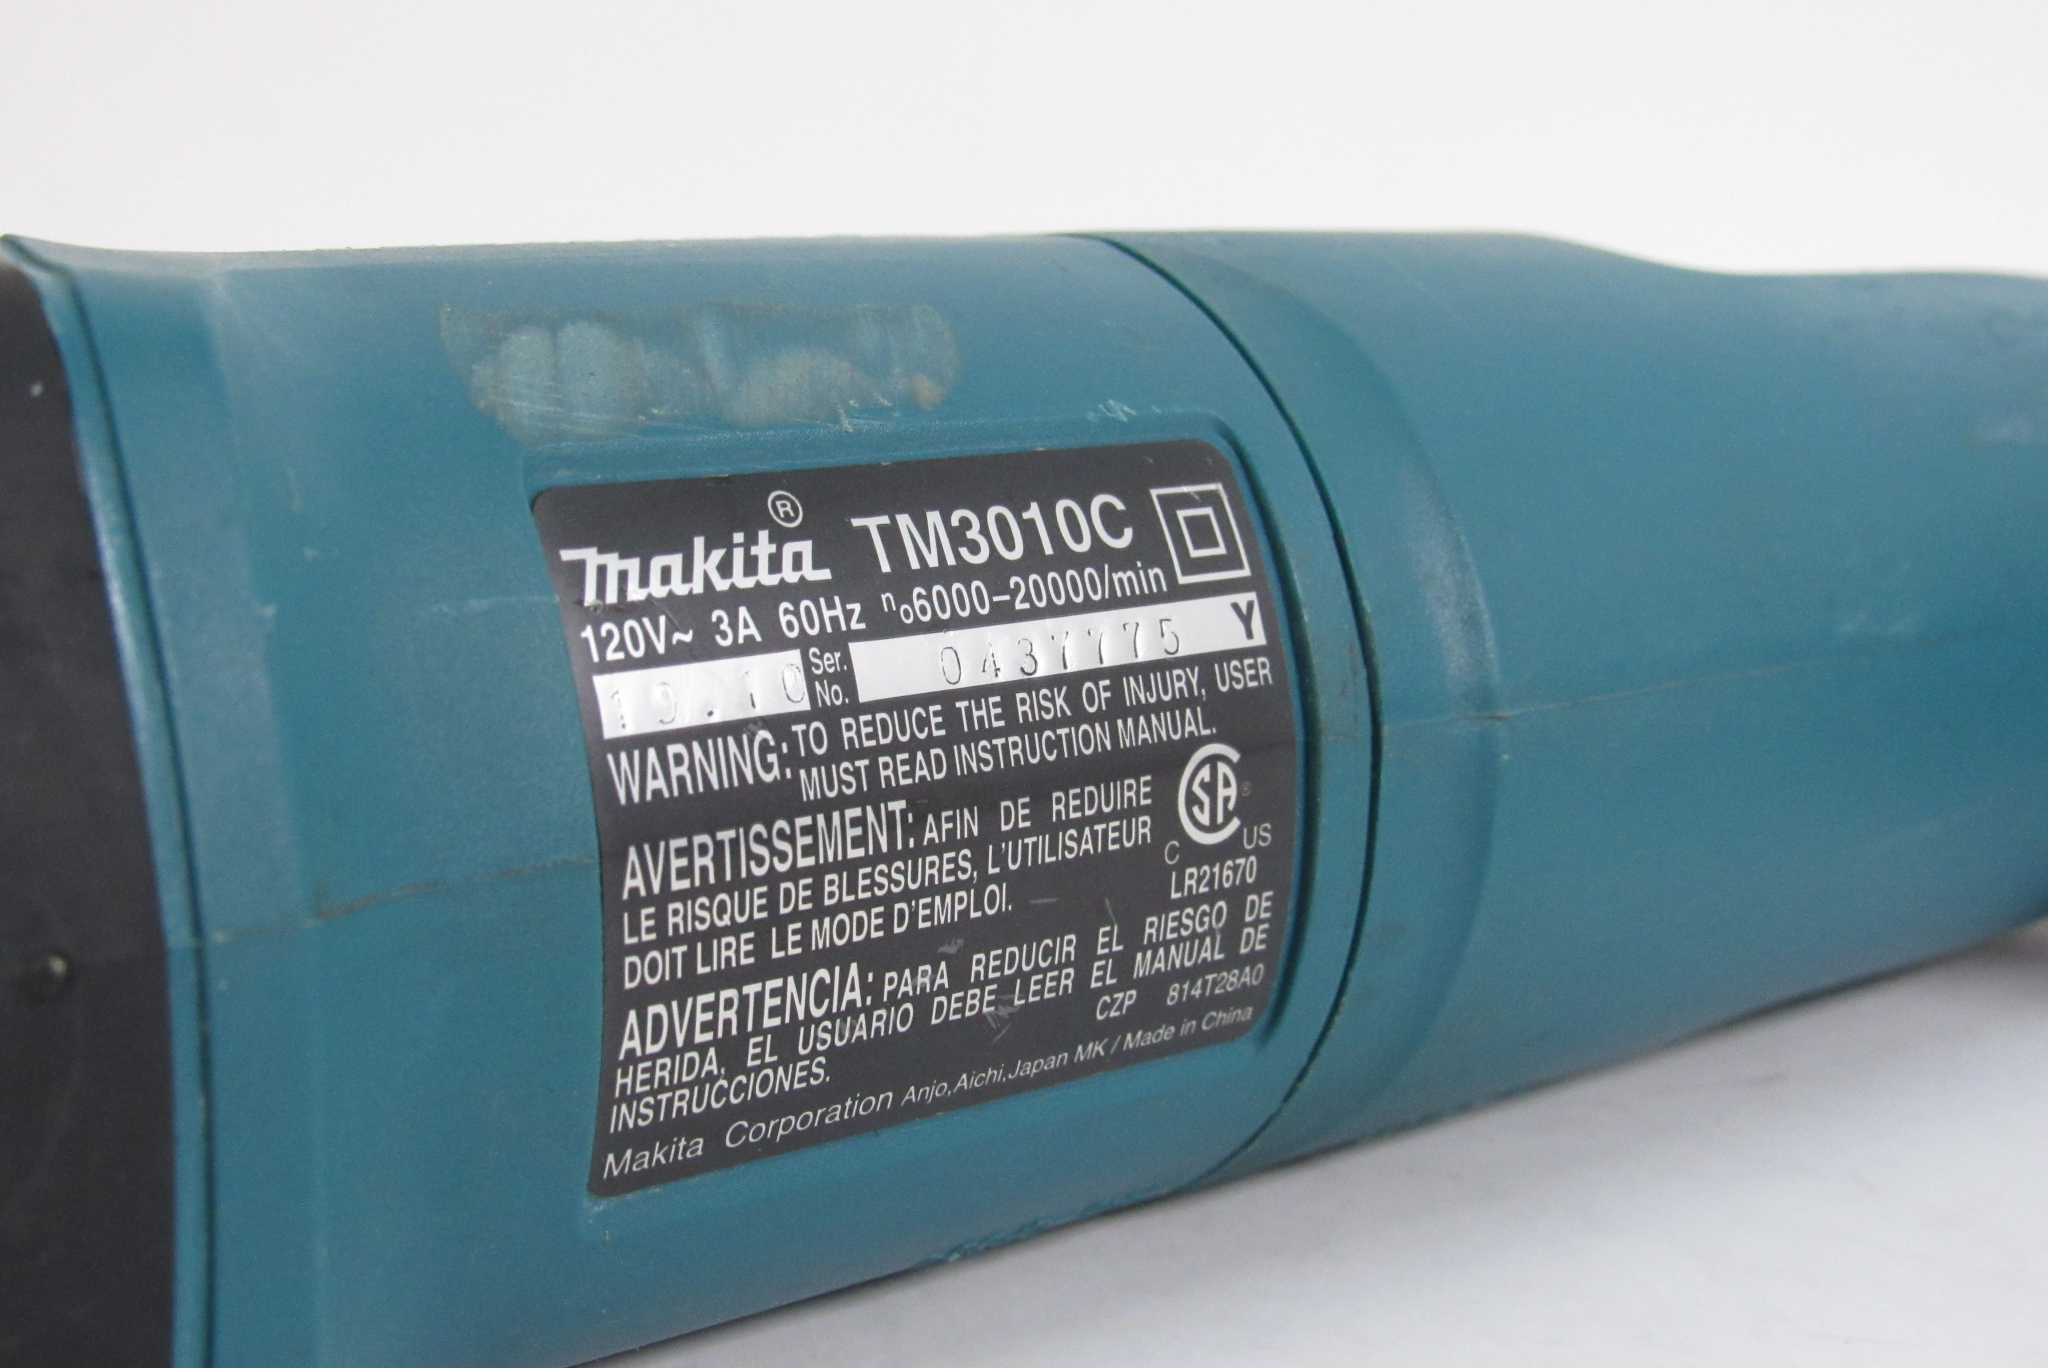 makita® TM3010C
120V~ 3A 60Hz no6000-20000/min
19.10 Ser. No. 0437775 Y
WARNING: TO REDUCE THE RISK OF INJURY, USER
MUST READ INSTRUCTION MANUAL.
AVERTISSEMENT: AFIN DE REDUIRE
LE RISQUE DE BLESSURES, L'UTILISATEUR
DOIT LIRE LE MODE D'EMPLOI.
C SA® US
LR21670
ADVERTENCIA: PARA REDUCIR EL RIESGO DE
HERIDA, EL USUARIO DEBE LEER EL MANUAL DE
INSTRUCCIONES. CZP 814T28A0
Makita Corporation Anjo, Aichi, Japan MK / Made in China